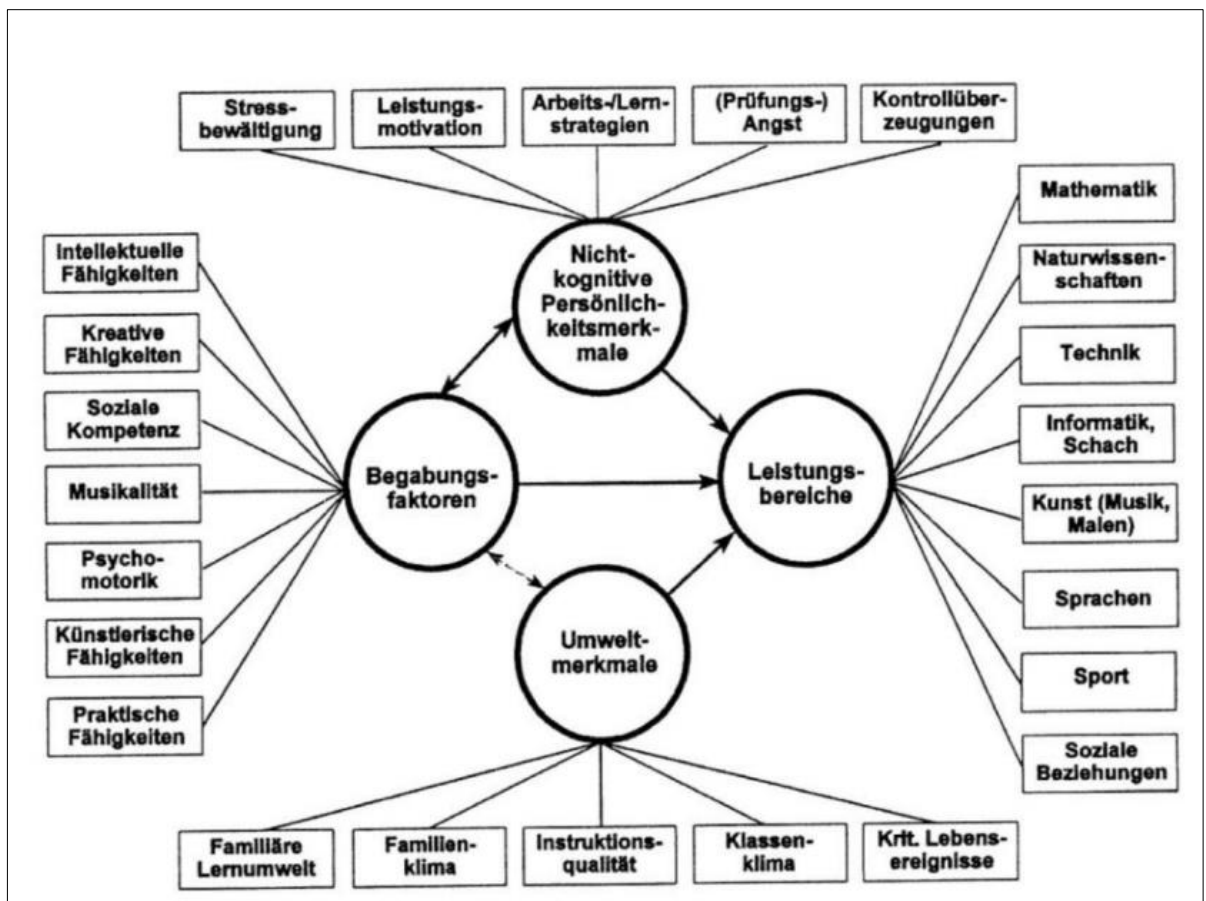 Stress-
bewältigung
Leistungs-
motivation
Arbeits-/Lern-
strategien
(Prüfungs-)
Angst
Kontrollüber-
zeugungen
Intellektuelle
Fähigkeiten
Kreative
Fähigkeiten
Soziale
Kompetenz
Musikalität
Psycho-
motorik
Künstlerische
Fähigkeiten
Praktische
Fähigkeiten
Nicht-
kognitive
Persönlich-
keitsmerk-
male
Begabungs-
faktoren
Leistungs-
bereiche
Umwelt-
merkmale
Mathematik
Naturwissen-
schaften
Technik
Informatik,
Schach
Kunst (Musik,
Malen)
Sprachen
Sport
Soziale
Beziehungen
Familiäre
Lernumwelt
Familien-
klima
Instruktions-
qualität
Klassen-
klima
Krit. Lebens-
ereignisse